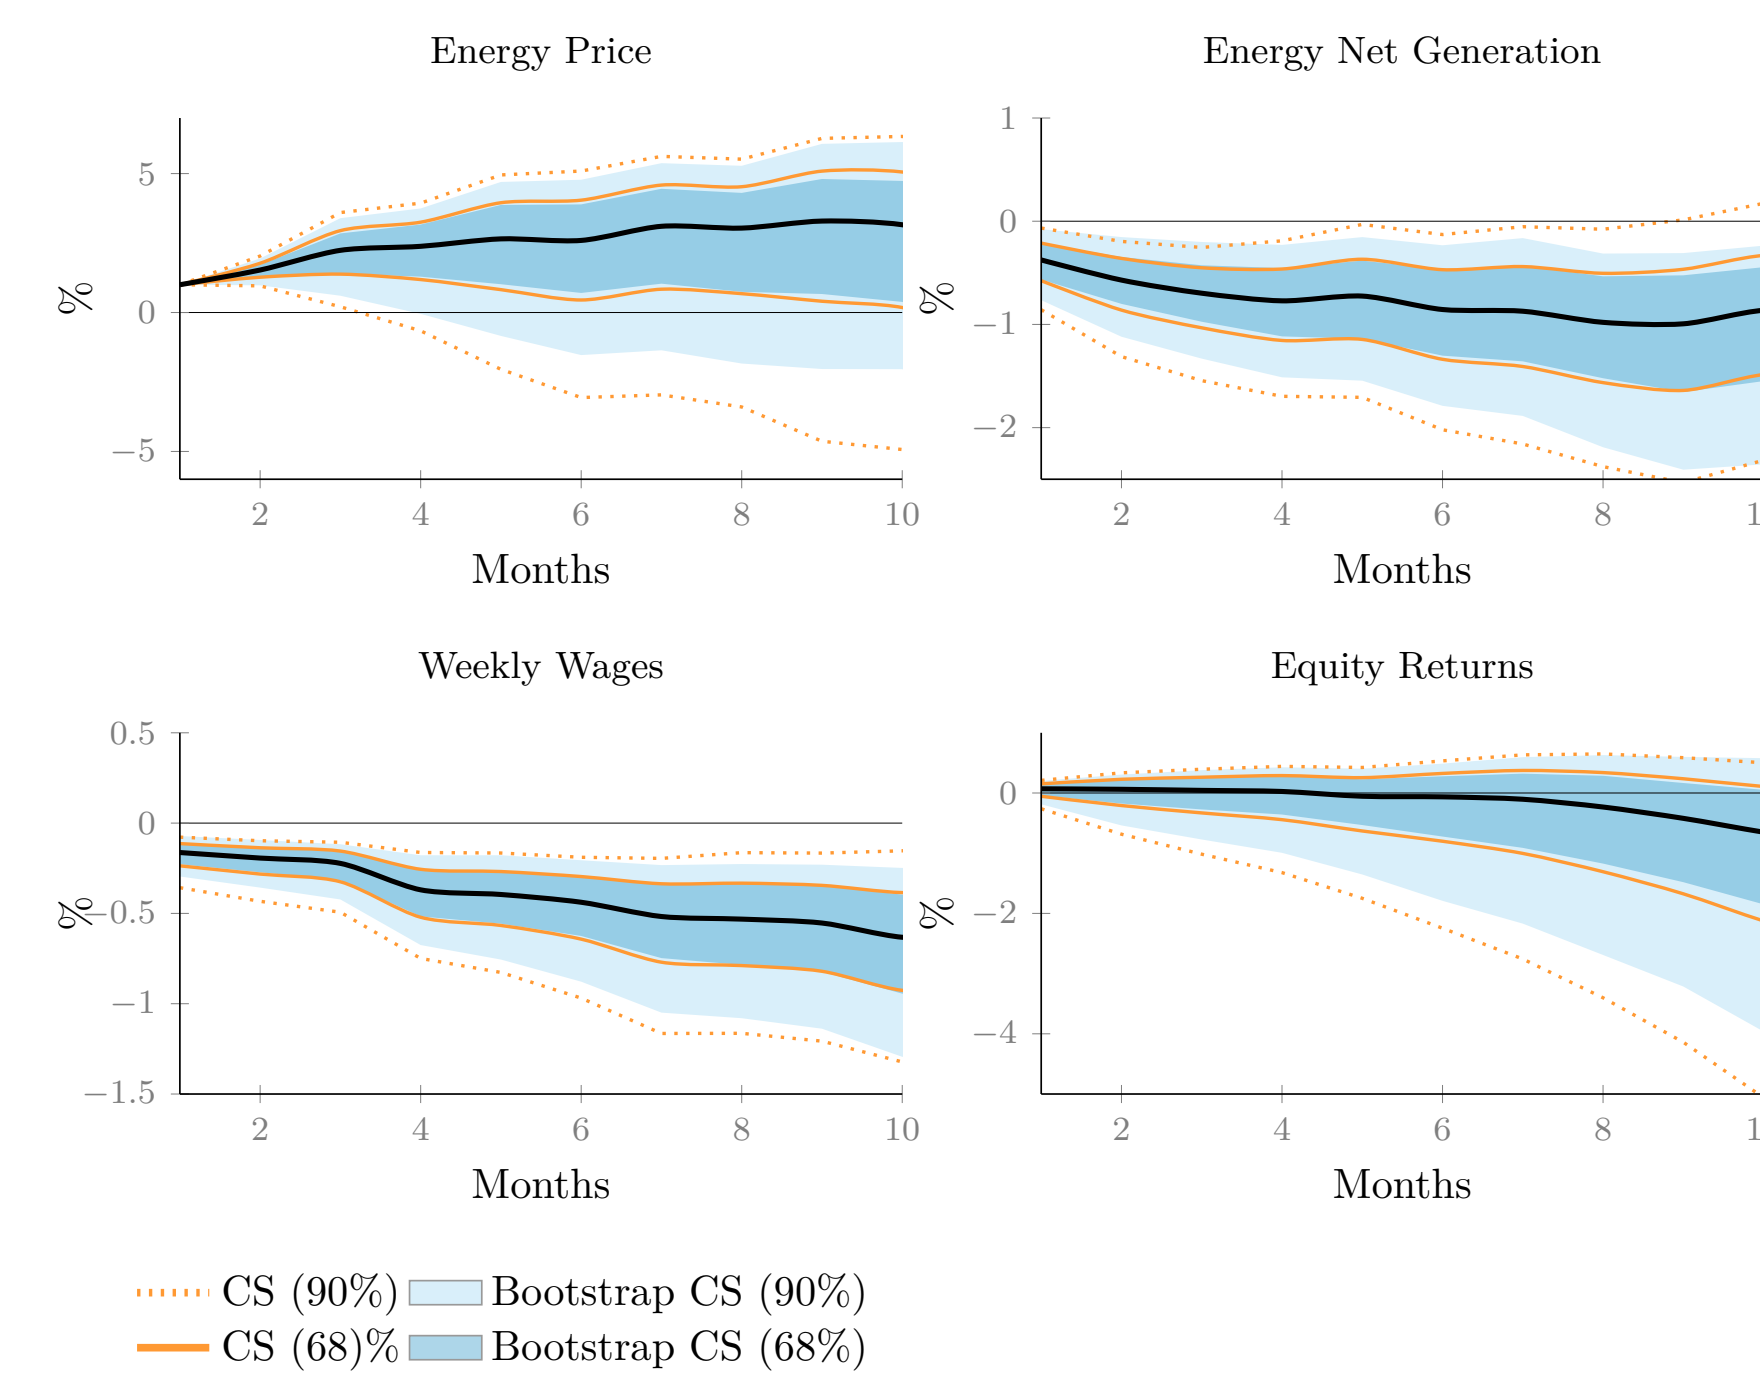 Energy Price
Energy Net Generation
5
0
−5
%
2 4 6 8 10
Months
1
0
−1
−2
%
2 4 6 8 1
Months
Weekly Wages
Equity Returns
0.5
0
−0.5
−1
−1.5
%
2 4 6 8 10
Months
0
−2
−4
%
2 4 6 8 1
Months
CS (90%) Bootstrap CS (90%)
CS (68)% Bootstrap CS (68%)